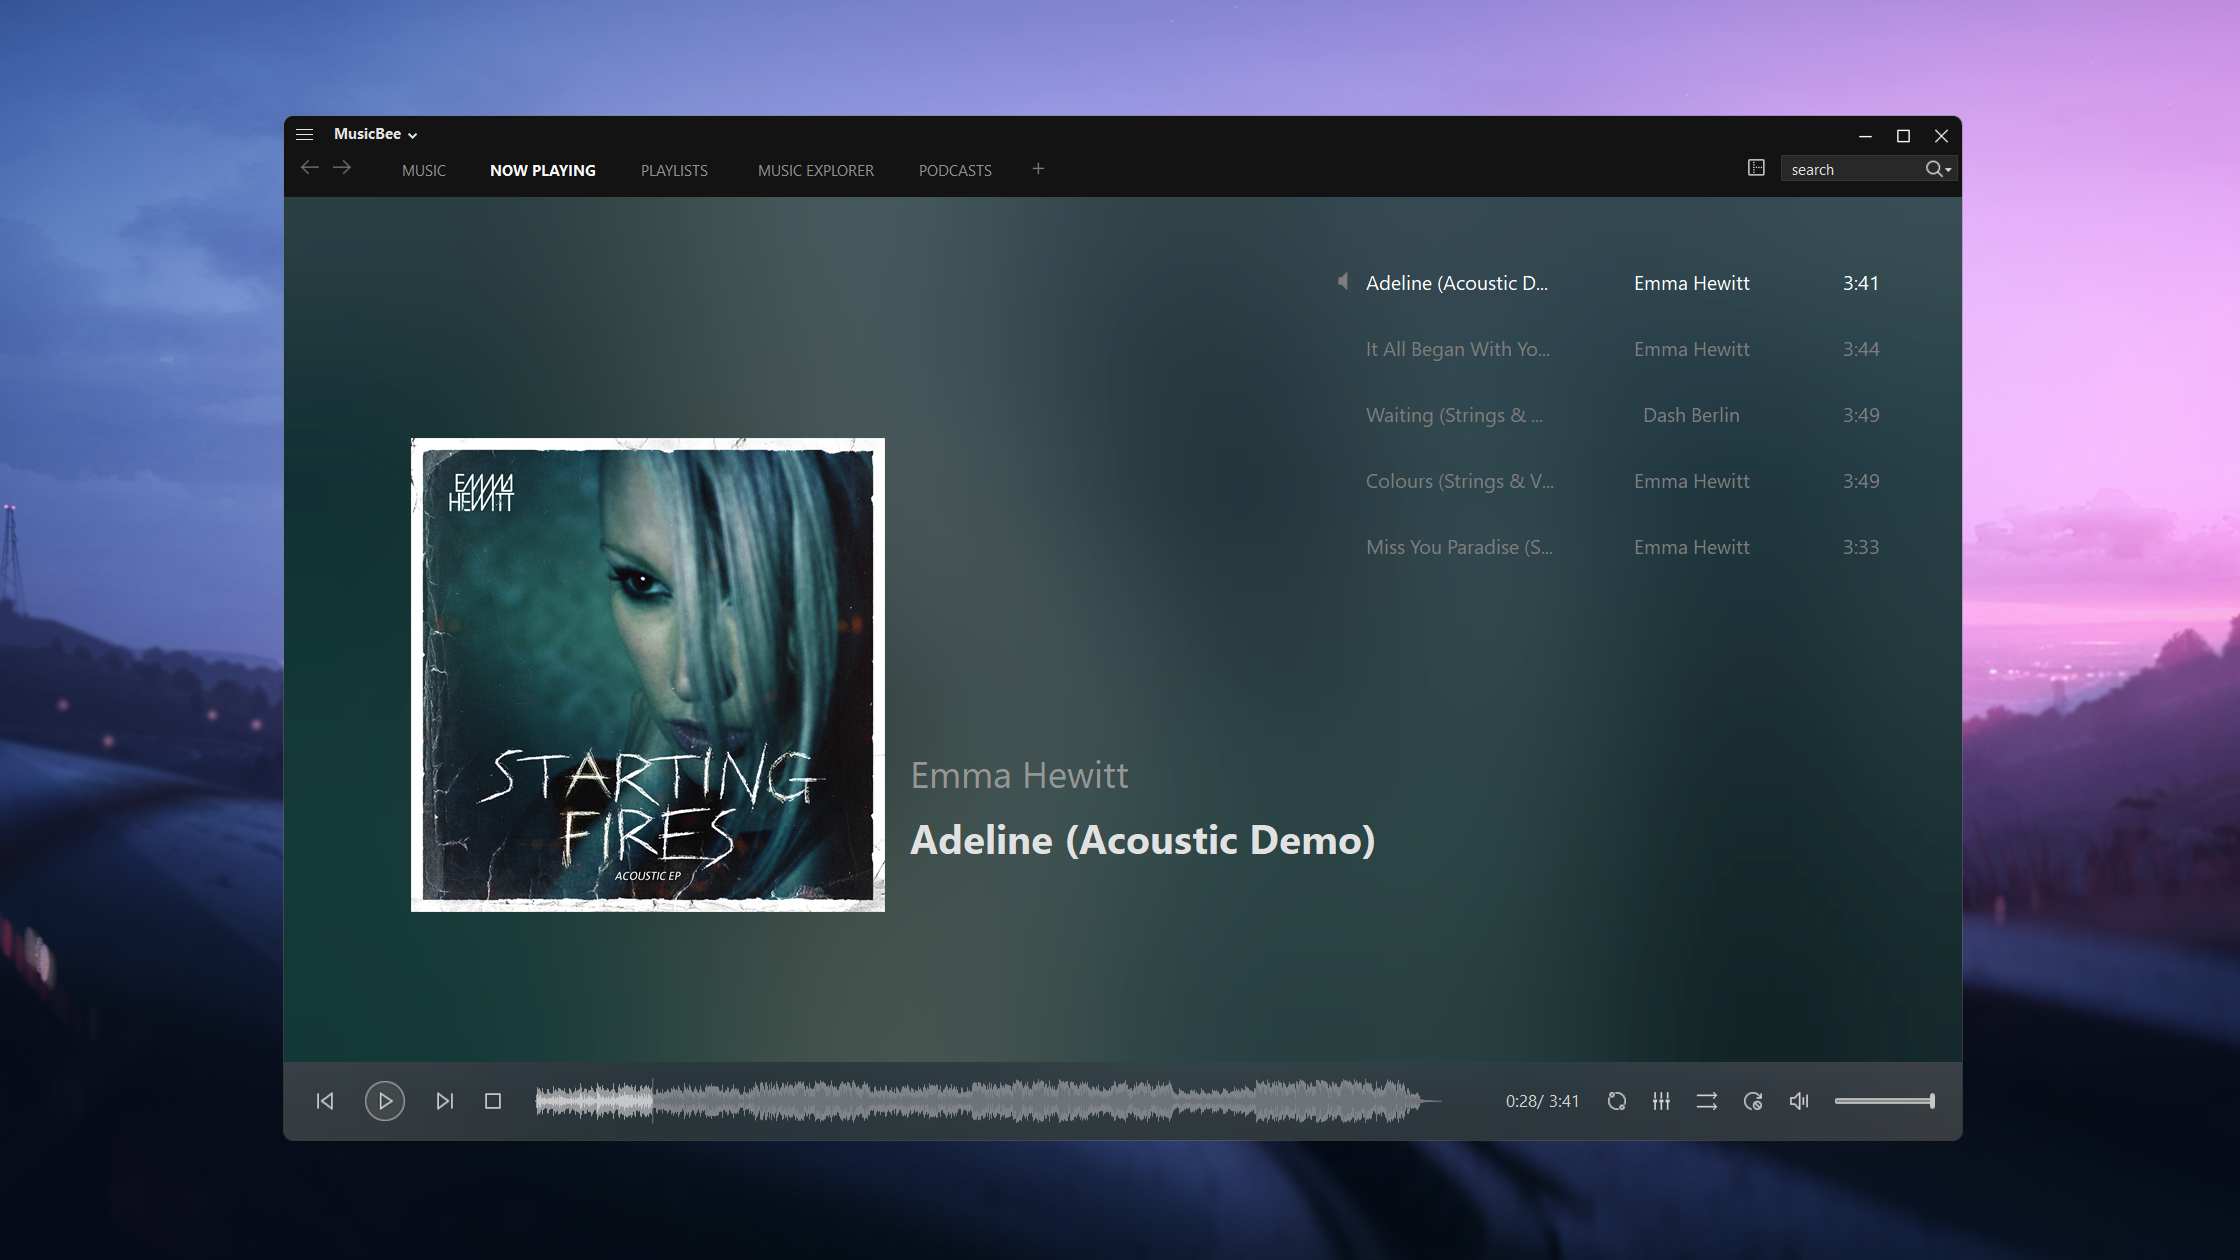 MusicBee
MUSIC
NOW PLAYING
PLAYLISTS
MUSIC EXPLORER
PODCASTS
+
search
Adeline (Acoustic D... Emma Hewitt 3:41
It All Began With Yo... Emma Hewitt 3:44
Waiting (Strings & ... Dash Berlin 3:49
Colours (Strings & V... Emma Hewitt 3:49
Miss You Paradise (S... Emma Hewitt 3:33
EMMA
HEWITT
STARTING
FIRES
ACOUSTIC EP
Emma Hewitt
Adeline (Acoustic Demo)
0:28/ 3:41